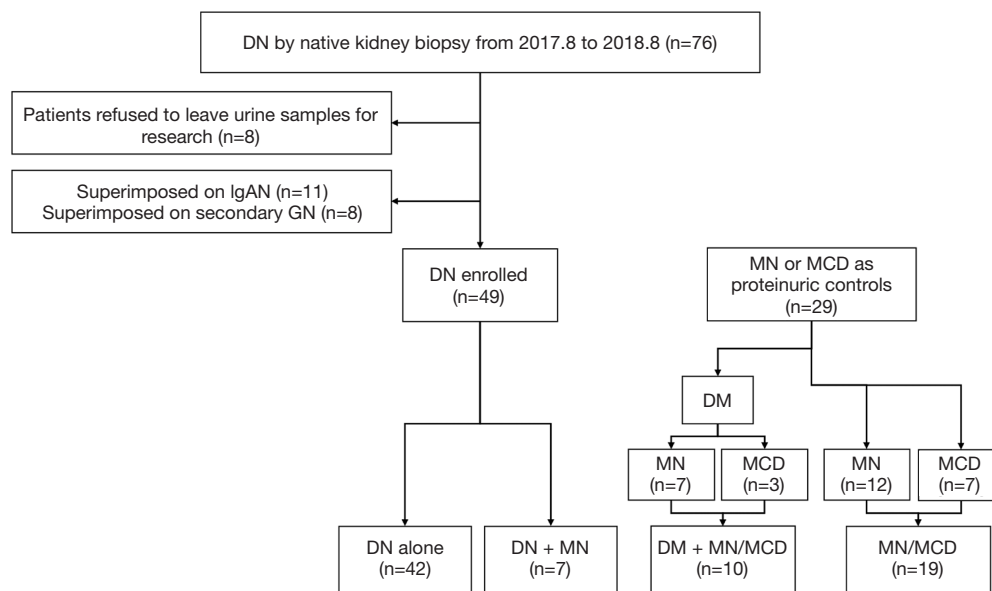 DN by native kidney biopsy from 2017.8 to 2018.8 (n=76)
Patients refused to leave urine samples for
research (n=8)
Superimposed on IgAN (n=11)
Superimposed on secondary GN (n=8)
DN enrolled
(n=49)
MN or MCD as
proteinuric controls
(n=29)
DM
MN
(n=7)
MCD
(n=3)
MN
(n=12)
MCD
(n=7)
DN alone
(n=42)
DN + MN
(n=7)
DM + MN/MCD
(n=10)
MN/MCD
(n=19)